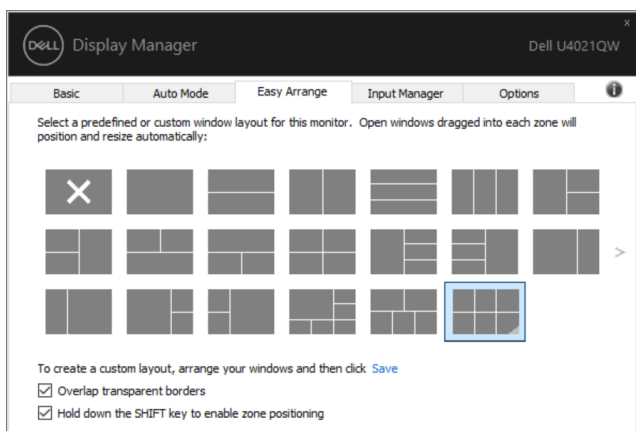 x
DELL Display Manager Dell U4021QW
Basic Auto Mode Easy Arrange Input Manager Options i
Select a predefined or custom window layout for this monitor. Open windows dragged into each zone will
position and resize automatically:
>
To create a custom layout, arrange your windows and then click Save
Overlap transparent borders
Hold down the SHIFT key to enable zone positioning